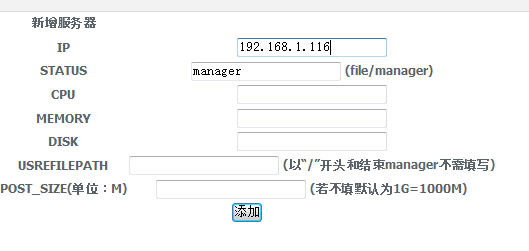 新增服务器
IP 192.168.1.116
STATUS manager (file/manager)
CPU
MEMORY
DISK
USREFILEPATH (以“/”开头和结束manager不需填写)
POST_SIZE(单位：M) (若不填默认为1G=1000M)
添加